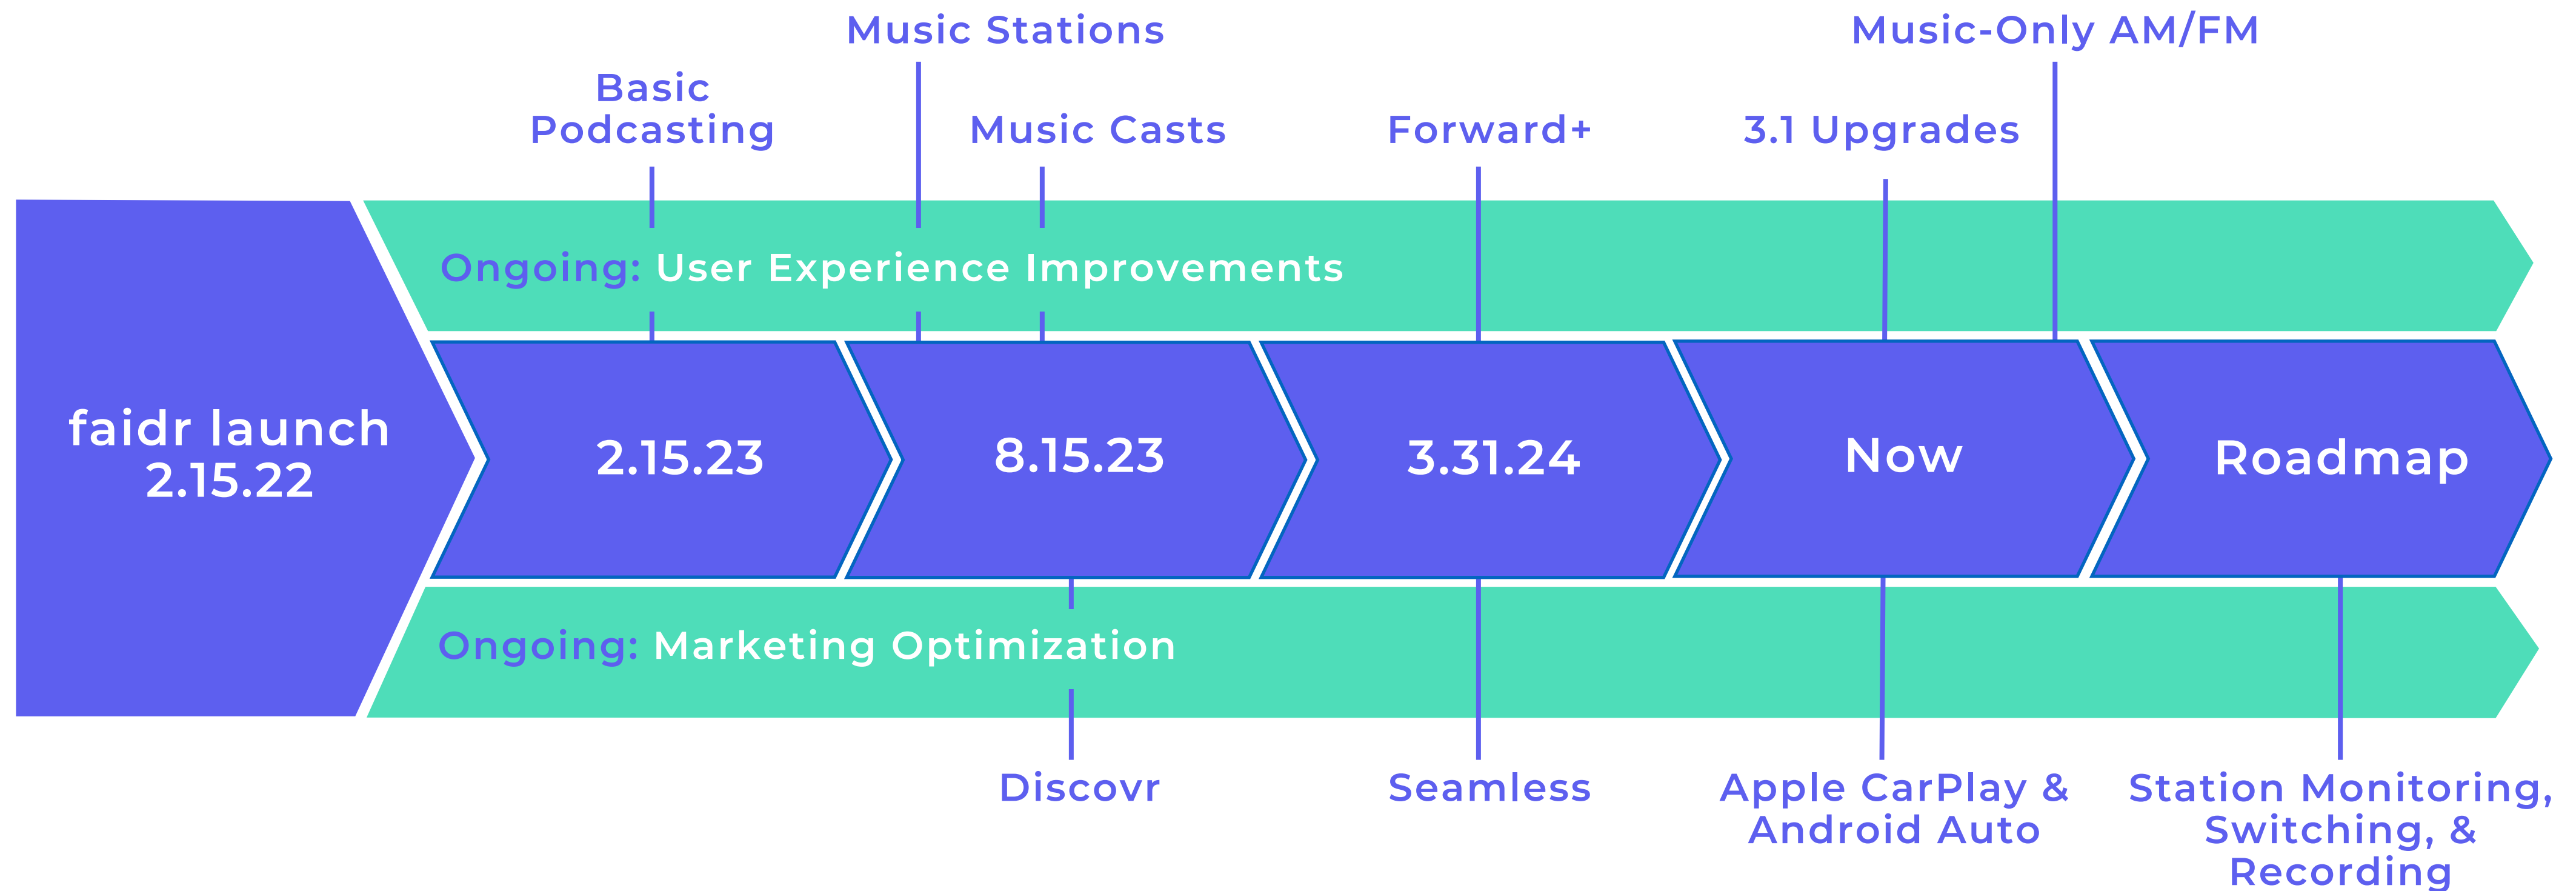 Music Stations
Music-Only AM/FM
Basic
Podcasting
Music Casts
Forward+
3.1 Upgrades
Ongoing: User Experience Improvements
faidr launch
2.15.22
2.15.23
8.15.23
3.31.24
Now
Roadmap
Ongoing: Marketing Optimization
Discovr
Seamless
Apple CarPlay &
Android Auto
Station Monitoring,
Switching, &
Recording